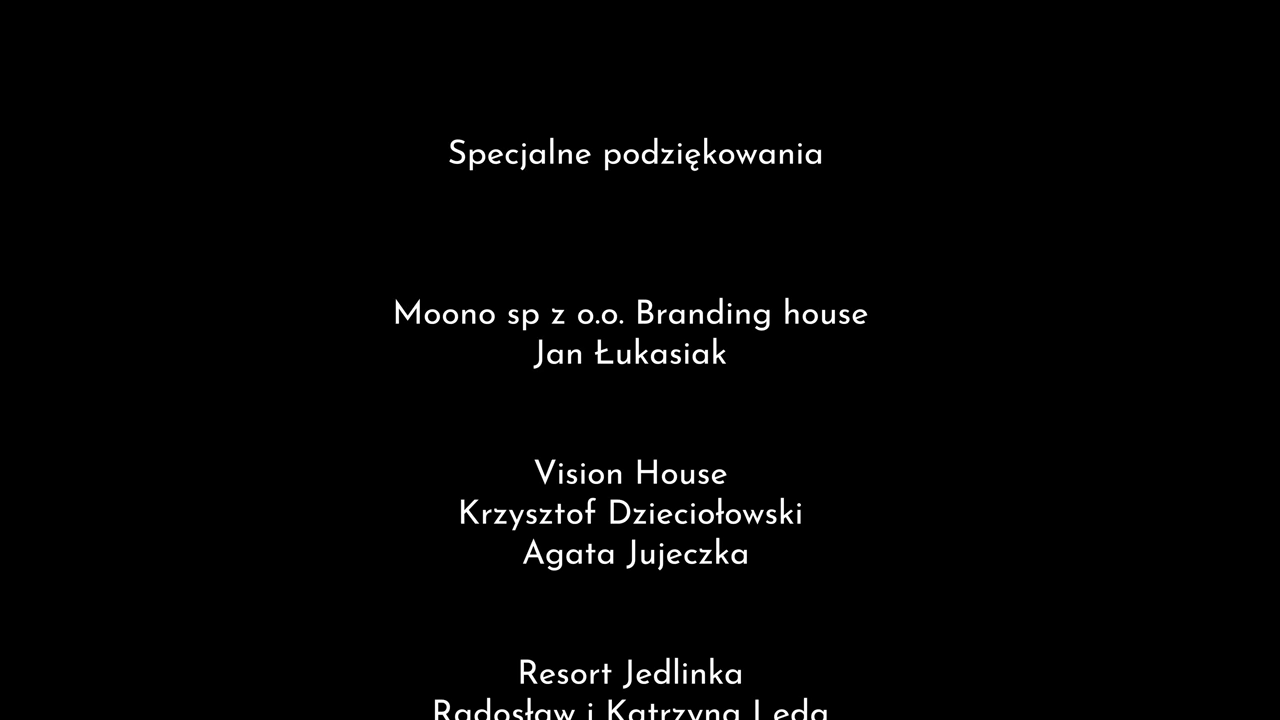 Specjalne podziękowania
Moono sp z o.o. Branding house
Jan Łukasiak
Vision House
Krzysztof Dzieciołowski
Agata Jujeczka
Resort Jedlinka
Radosław i Katrzyna Leda